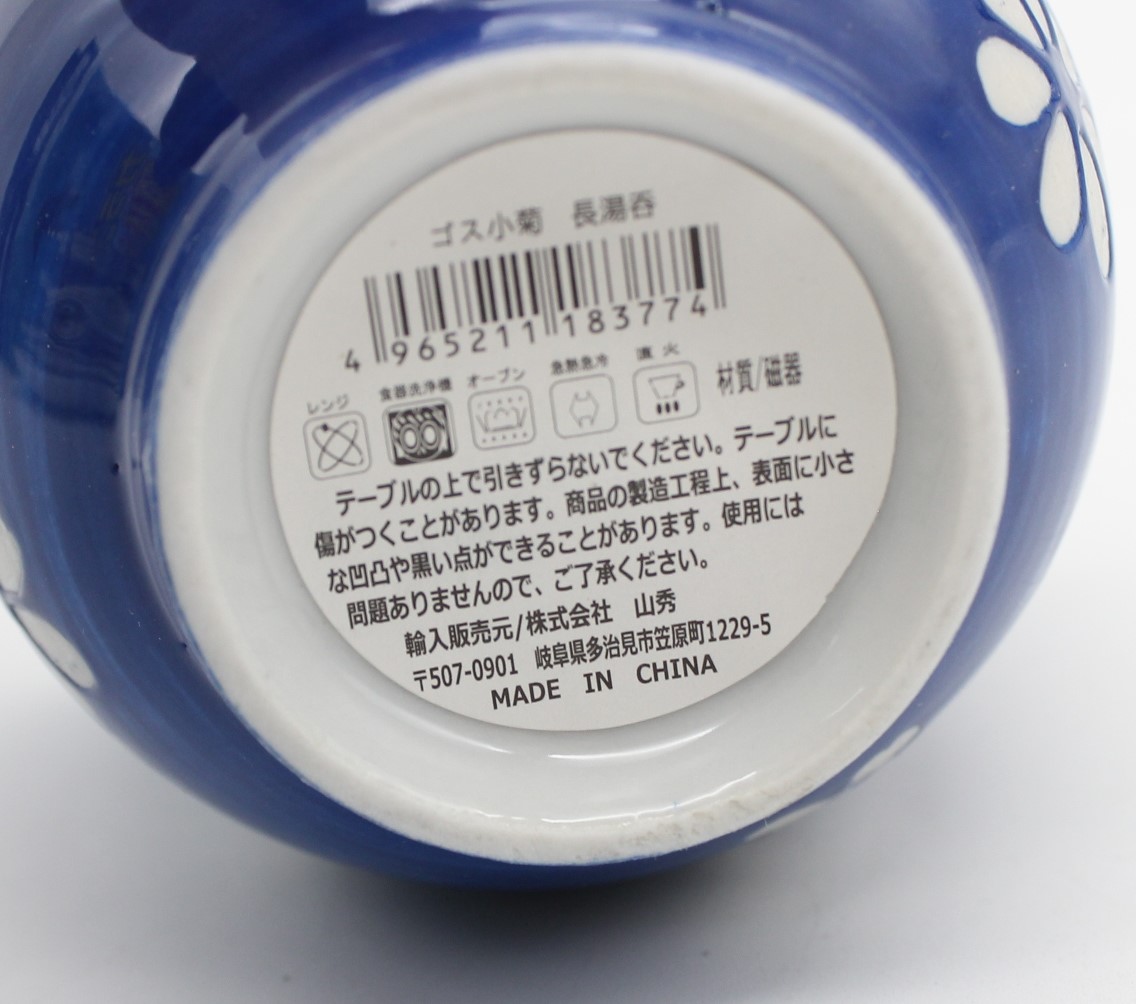 ゴス小菊 長湯呑
4 965211 183774
レンジ 食器洗浄機 オーブン 急熱急冷 直火 材質/磁器
テーブルの上で引きずらないでください。テーブルに
傷がつくことがあります。商品の製造工程上、表面に小さ
な凹凸や黒い点ができることがあります。使用には
問題ありませんので、ご了承ください。
輸入販売元/株式会社 山秀
〒507-0901 岐阜県多治見市笠原町1229-5
MADE IN CHINA